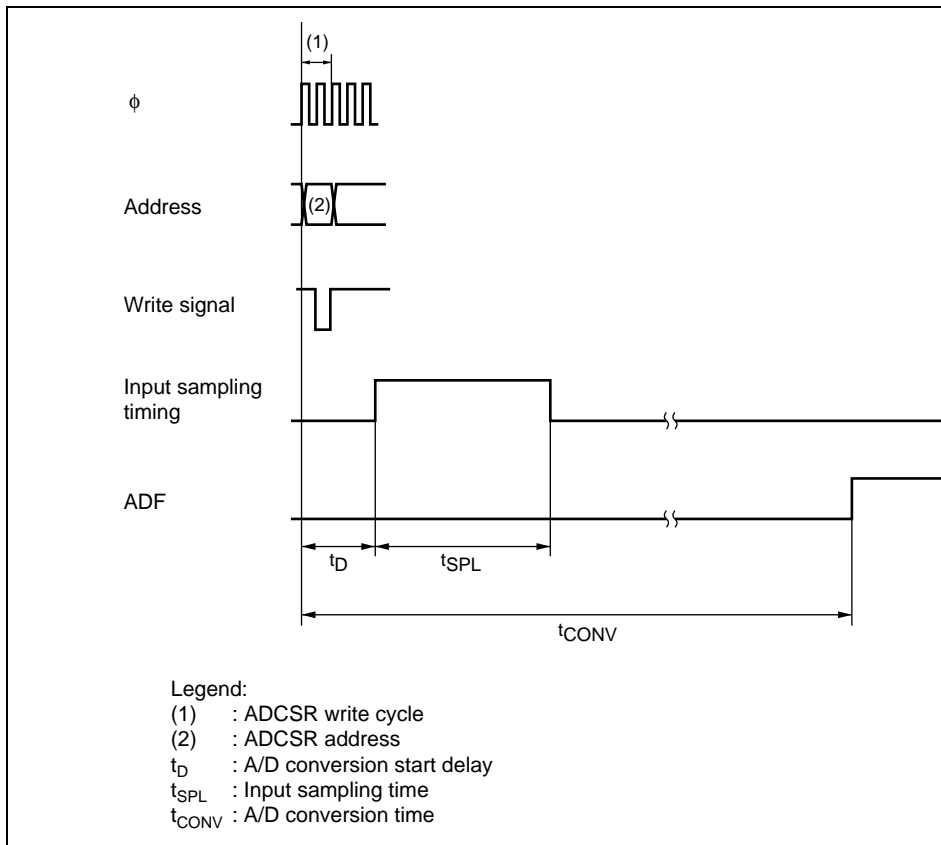 (1)
ϕ
Address
(2)
Write signal
Input sampling
timing
ADF
tD
tSPL
tCONV
Legend:
(1) : ADCSR write cycle
(2) : ADCSR address
tD : A/D conversion start delay
tSPL : Input sampling time
tCONV : A/D conversion time